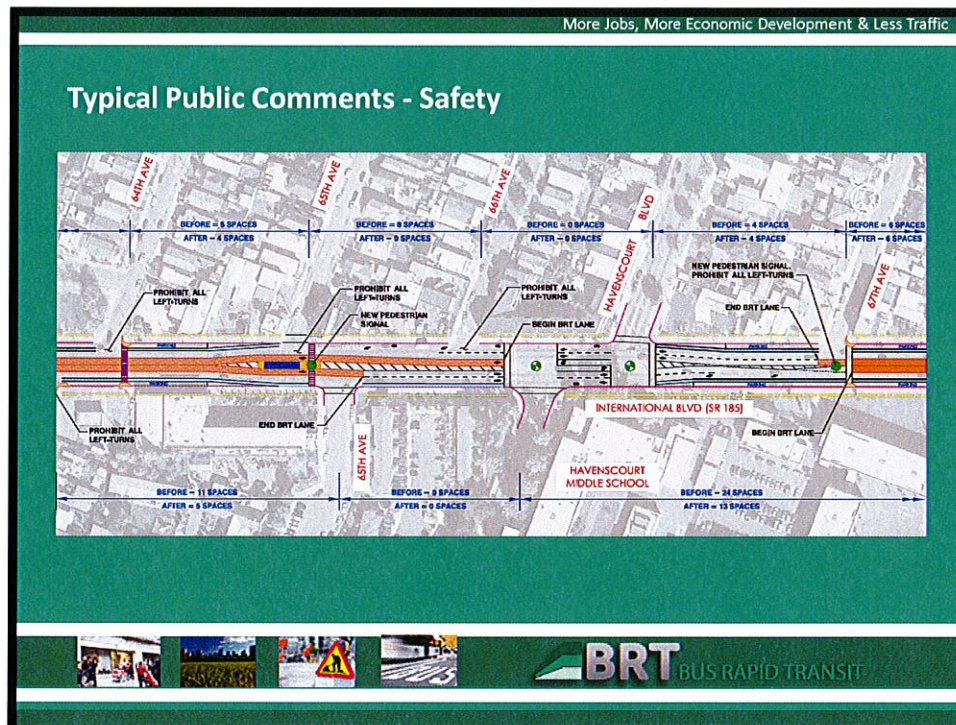 More Jobs, More Economic Development & Less Traffic
Typical Public Comments - Safety
64TH AVE
65TH AVE
66TH AVE
BLVD
HAVENSCOURT
67TH AVE
BEFORE = 6 SPACES
AFTER = 4 SPACES
BEFORE = 8 SPACES
AFTER = 0 SPACES
BEFORE = 0 SPACES
AFTER = 0 SPACES
BEFORE = 4 SPACES
AFTER = 4 SPACES
AFTER = 6 SPACES
PROHIBIT ALL
LEFT-TURNS
PROHIBIT ALL
LEFT-TURNS
NEW PEDESTRIAN
SIGNAL
PROHIBIT ALL
LEFT-TURNS
BEGIN BRT LANE
NEW PEDESTRIAN SIGNAL,
PROHIBIT ALL LEFT-TURNS
END BRT LANE
PARKING
PARKING
PARKING
PARKING
PROHIBIT ALL
LEFT-TURNS
END BRT LANE
65TH AVE
INTERNATIONAL BLVD (SR 185)
BEGIN BRT LANE
HAVENSCOURT
MIDDLE SCHOOL
BEFORE = 11 SPACES
AFTER = 5 SPACES
BEFORE = 0 SPACES
AFTER = 0 SPACES
BEFORE = 24 SPACES
AFTER = 13 SPACES
BRT BUS RAPID TRANSIT